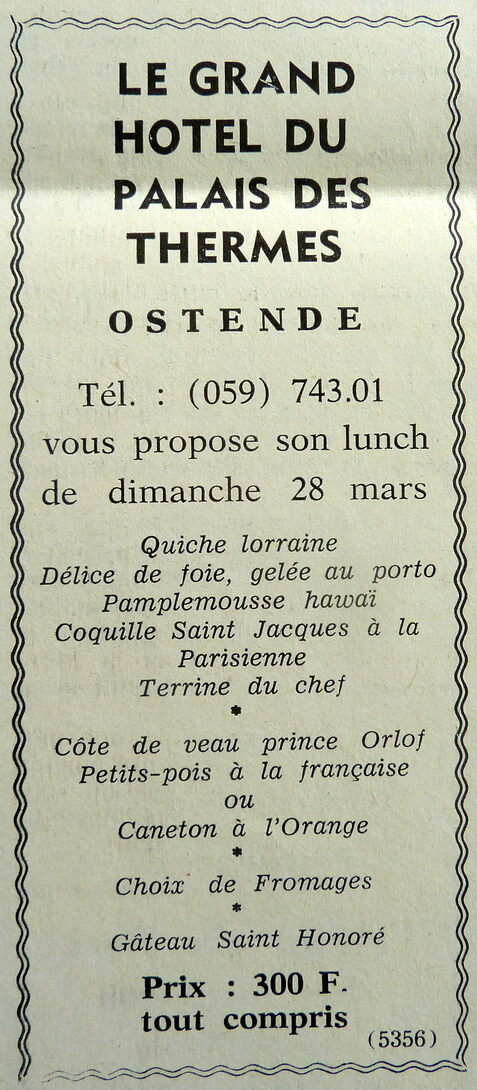 LE GRAND
HOTEL DU
PALAIS DES
THERMES
OSTENDE
Tél. : (059) 743.01
vous propose son lunch
de dimanche 28 mars
Quiche lorraine
Délice de foie, gelée au porto
Pamplemousse hawaï
Coquille Saint Jacques à la
Parisienne
Terrine du chef
*
Côte de veau prince Orlof
Petits-pois à la française
ou
Caneton à l'Orange
*
Choix de Fromages
*
Gâteau Saint Honoré
Prix : 300 F.
tout compris
(5356)